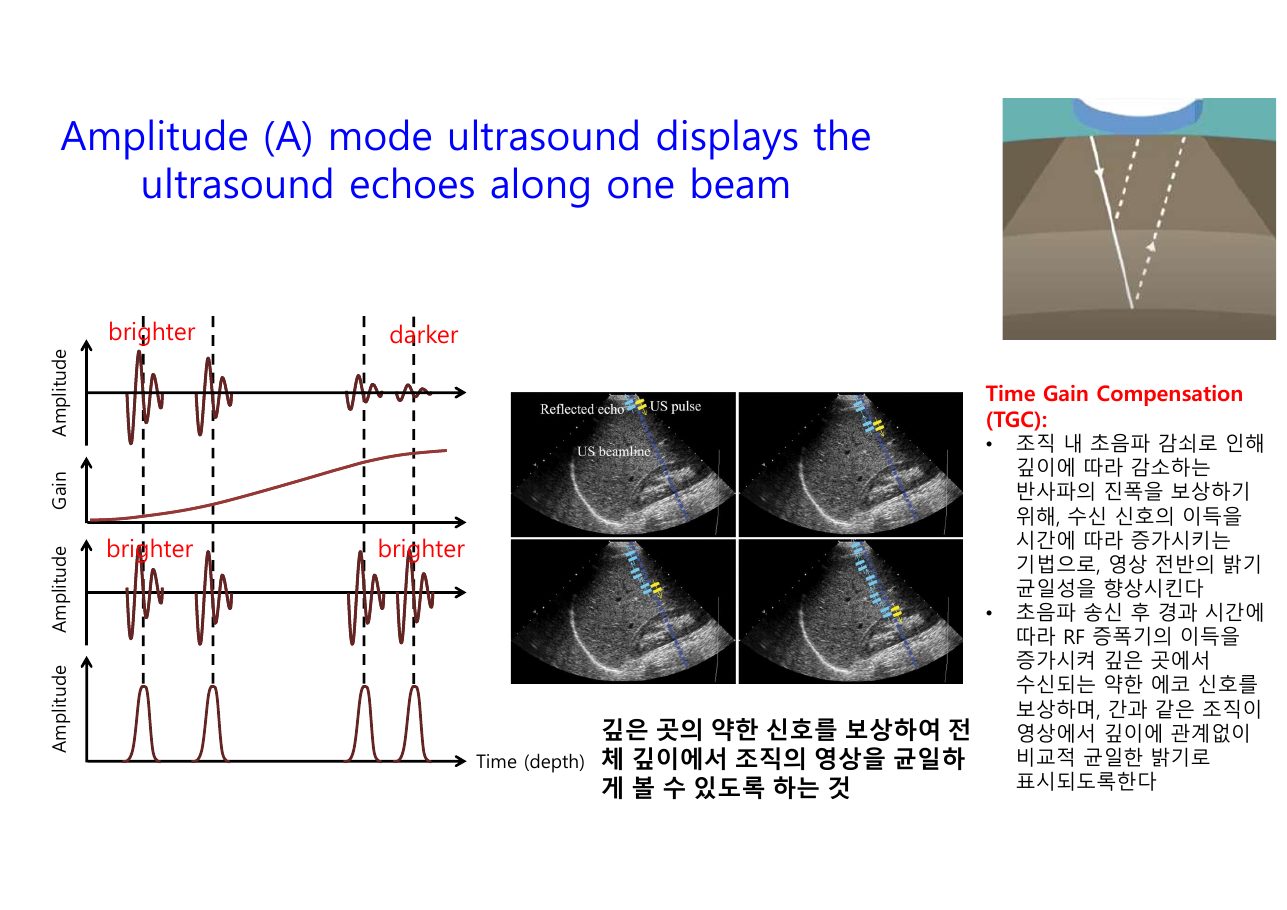 Amplitude (A) mode ultrasound displays the
ultrasound echoes along one beam
brighter
darker
Amplitude
Gain
brighter
brighter
Amplitude
Amplitude
Time (depth)
Reflected echo
US pulse
US beamline
깊은 곳의 약한 신호를 보상하여 전
체 깊이에서 조직의 영상을 균일하
게 볼 수 있도록 하는 것
Time Gain Compensation
(TGC):
• 조직 내 초음파 감쇠로 인해
깊이에 따라 감소하는
반사파의 진폭을 보상하기
위해, 수신 신호의 이득을
시간에 따라 증가시키는
기법으로, 영상 전반의 밝기
균일성을 향상시킨다
• 초음파 송신 후 경과 시간에
따라 RF 증폭기의 이득을
증가시켜 깊은 곳에서
수신되는 약한 에코 신호를
보상하며, 간과 같은 조직이
영상에서 깊이에 관계없이
비교적 균일한 밝기로
표시되도록한다